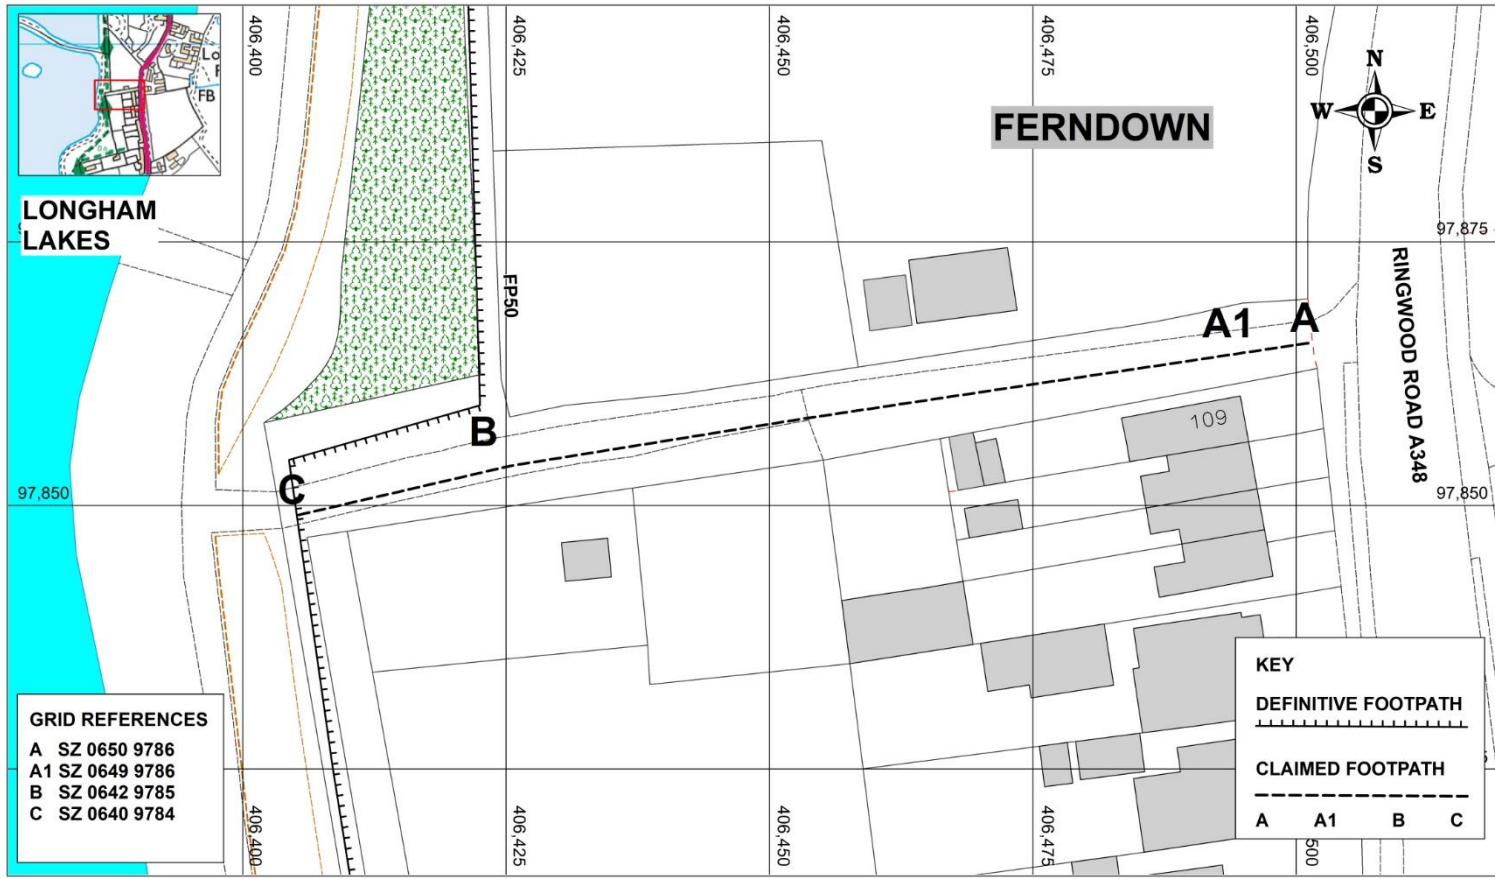 Lo
F
FB
406,400
406,425
406,450
406,475
406,500
N
W E
S
FERNDOWN
LONGHAM
LAKES
97,875
FP50
RINGWOOD ROAD A348
A1 A
109
B
C
97,850
97,850
GRID REFERENCES
A SZ 0650 9786
A1 SZ 0649 9786
B SZ 0642 9785
C SZ 0640 9784
KEY
DEFINITIVE FOOTPATH
CLAIMED FOOTPATH
A A1 B C
406,400
406,425
406,450
406,475
500